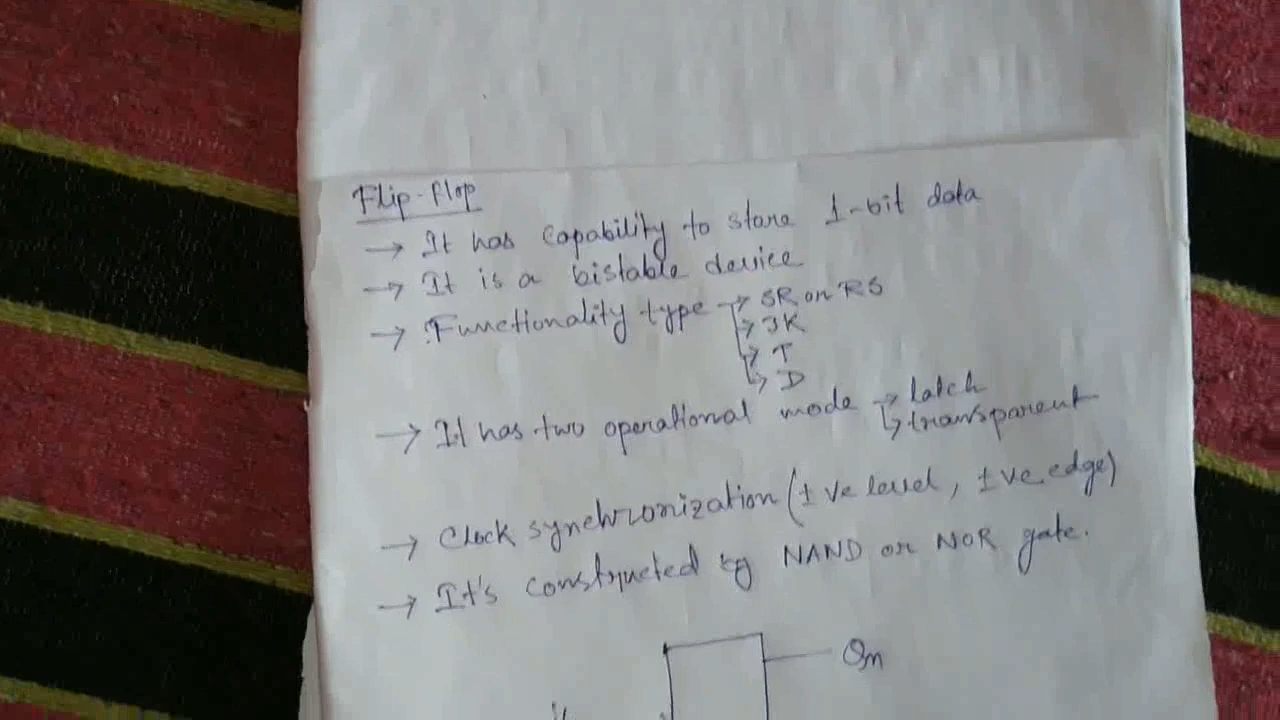 Flip-flop
→ It has capability to store 1-bit data
→ It is a bistable device
→ Functionality type → SR or RS
→ JK
→ T
→ D
→ It has two operational mode → latch
→ transparent
→ Clock synchronization (± ve level, ± ve edge)
→ It's constructed by NAND or NOR gate.
Qn